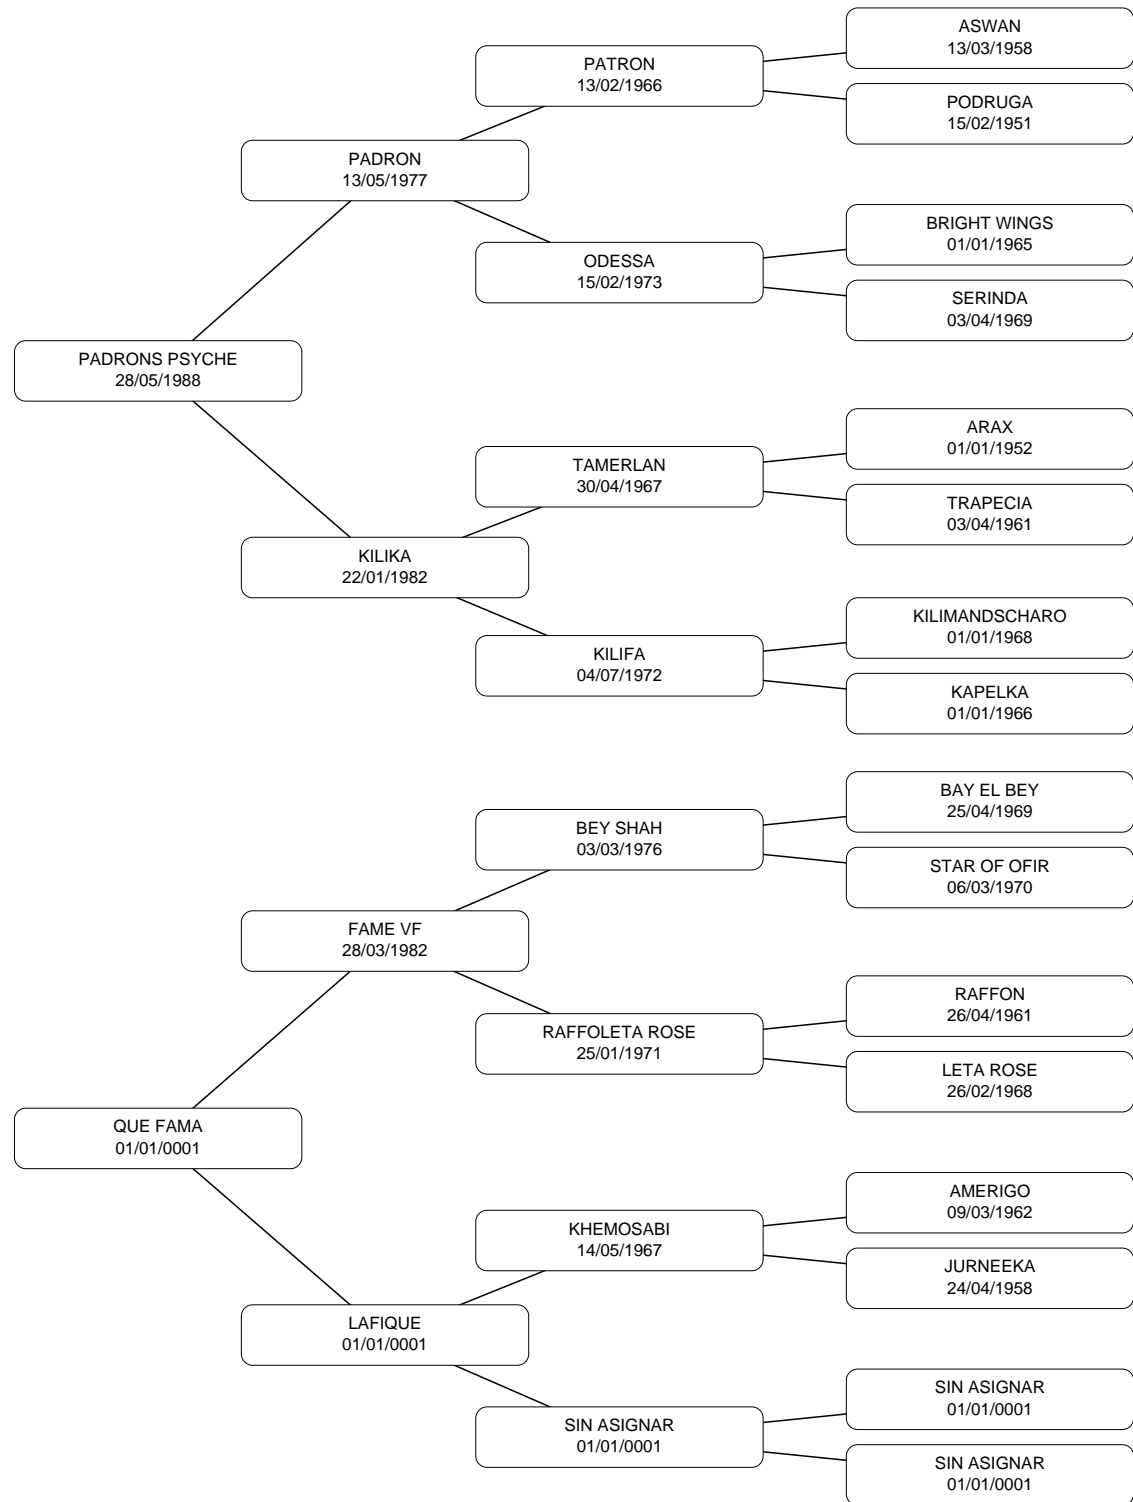 ASWAN
13/03/1958
PATRON
13/02/1966
PODRUGA
15/02/1951
PADRON
13/05/1977
BRIGHT WINGS
01/01/1965
ODESSA
15/02/1973
SERINDA
03/04/1969
PADRONS PSYCHE
28/05/1988
ARAX
01/01/1952
TAMERLAN
30/04/1967
TRAPECIA
03/04/1961
KILIKA
22/01/1982
KILIMANDSCHARO
01/01/1968
KILIFA
04/07/1972
KAPELKA
01/01/1966
BAY EL BEY
25/04/1969
BEY SHAH
03/03/1976
STAR OF OFIR
06/03/1970
FAME VF
28/03/1982
RAFFON
26/04/1961
RAFFOLETA ROSE
25/01/1971
LETA ROSE
26/02/1968
QUE FAMA
01/01/0001
AMERIGO
09/03/1962
KHEMOSABI
14/05/1967
JURNEEKA
24/04/1958
LAFIQUE
01/01/0001
SIN ASIGNAR
01/01/0001
SIN ASIGNAR
01/01/0001
SIN ASIGNAR
01/01/0001